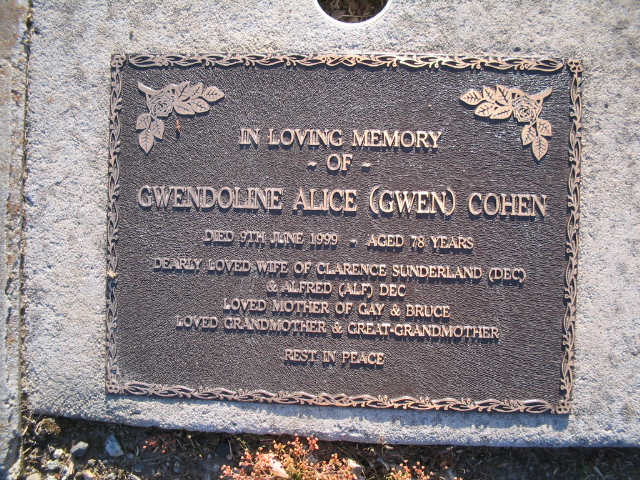 IN LOVING MEMORY
~ OF ~
GWENDOLINE ALICE (GWEN) COHEN
DIED 9TH JUNE 1999 ~ AGED 78 YEARS
DEARLY LOVED WIFE OF CLARENCE SUNDERLAND (DEC)
& ALFRED (ALF) DEC
LOVED MOTHER OF GAY & BRUCE
LOVED GRANDMOTHER & GREAT-GRANDMOTHER
REST IN PEACE